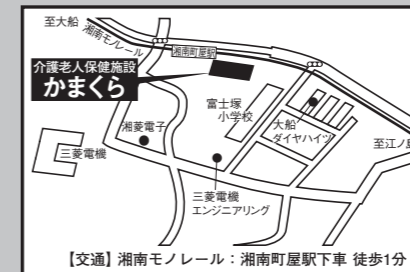 至大船
湘南モノレール
湘南町屋駅
介護老人保健施設
かまくら
富士塚
小学校
湘菱電子
大船
ダイヤハイツ
至江ノ島
三菱電機
三菱電機
エンジニアリング
【交通】湘南モノレール：湘南町屋駅下車 徒歩1分